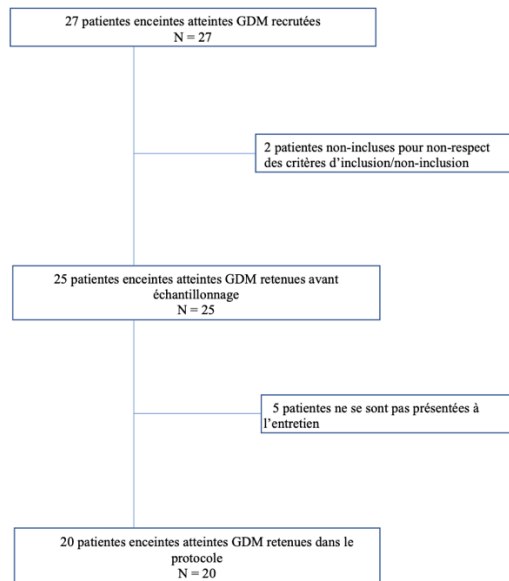 27 patientes enceintes atteintes GDM recrutées
N = 27
2 patientes non-incluses pour non-respect
des critères d’inclusion/non-inclusion
25 patientes enceintes atteintes GDM retenues avant
échantillonnage
N = 25
5 patientes ne se sont pas présentées à
l’entretien
20 patientes enceintes atteintes GDM retenues dans le
protocole
N = 20